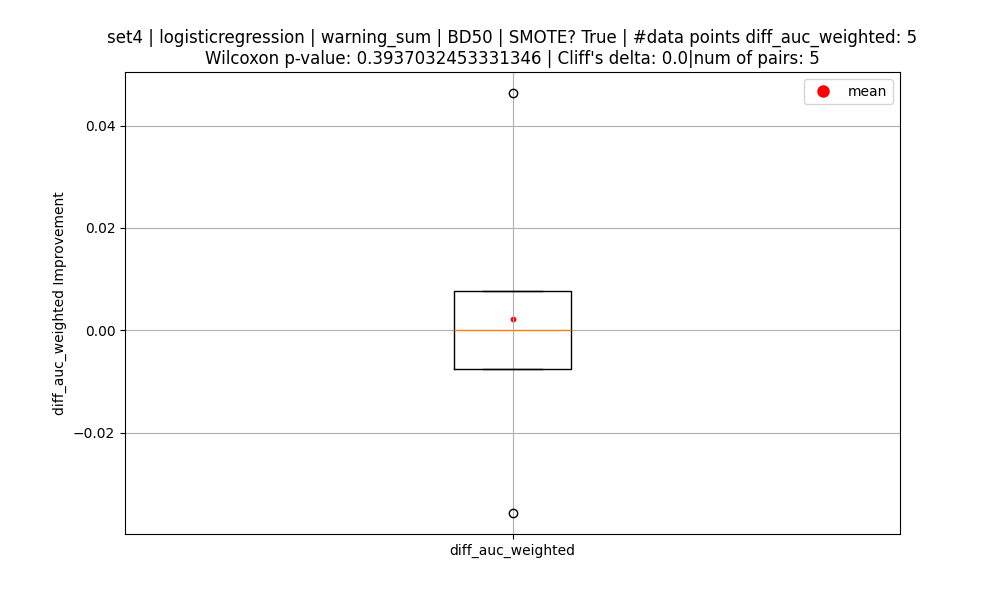 set4 | logisticregression | warning_sum | BD50 | SMOTE? True | #data points diff_auc_weighted: 5
Wilcoxon p-value: 0.3937032453331346 | Cliff's delta: 0.0|num of pairs: 5
mean
0.04
0.02
0.00
−0.02
diff_auc_weighted Improvement
diff_auc_weighted